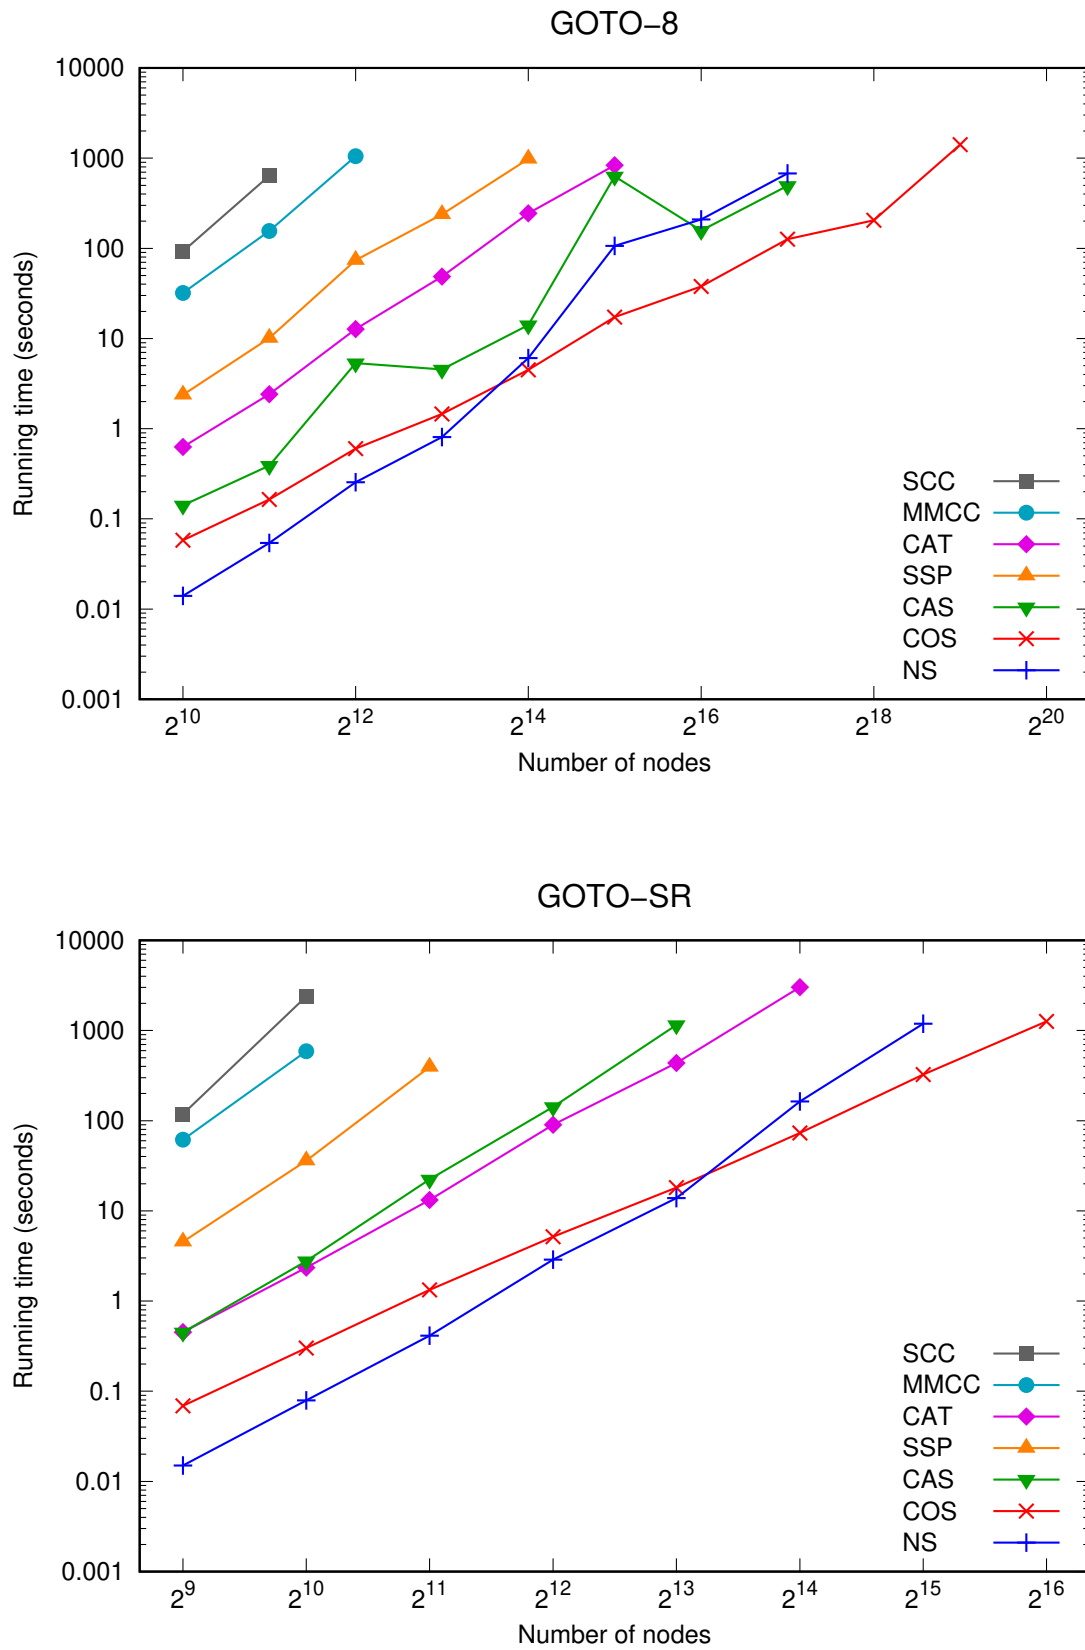 GOTO−8
10000
1000
100
10
1
0.1
0.01
0.001
Running time (seconds)
SCC
MMCC
CAT
SSP
CAS
COS
NS
2^10 2^12 2^14 2^16 2^18 2^20
Number of nodes
GOTO−SR
10000
1000
100
10
1
0.1
0.01
0.001
Running time (seconds)
SCC
MMCC
CAT
SSP
CAS
COS
NS
2^9 2^10 2^11 2^12 2^13 2^14 2^15 2^16
Number of nodes